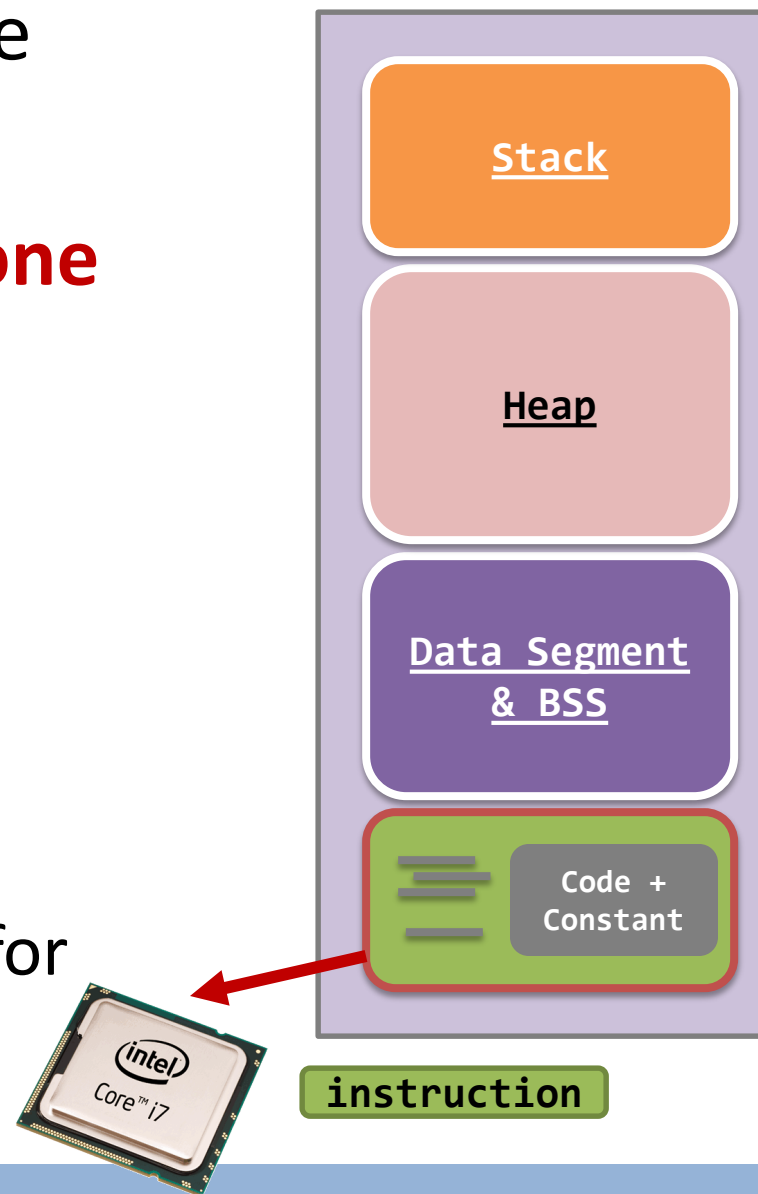 e
one
for
Stack
Heap
Data Segment
& BSS
Code +
Constant
intel
Core™ i7
instruction